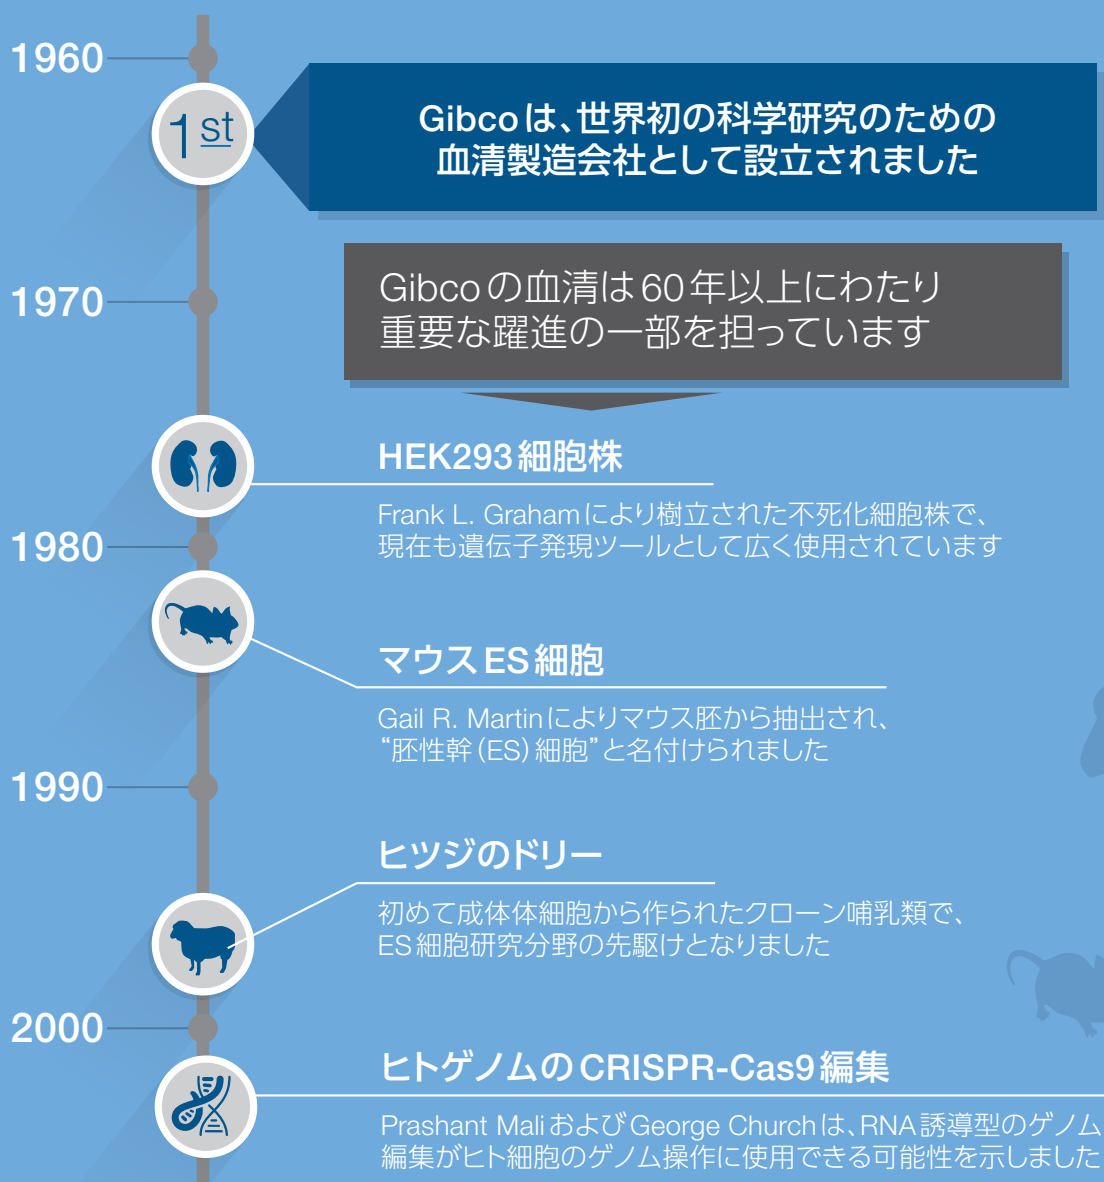 1960
1st
Gibcoは、世界初の科学研究のための
血清製造会社として設立されました
1970
Gibcoの血清は60年以上にわたり
重要な躍進の一部を担っています
HEK293細胞株
Frank L. Grahamにより樹立された不死化細胞株で、
現在も遺伝子発現ツールとして広く使用されています
1980
マウスES細胞
Gail R. Martinによりマウス胚から抽出され、
“胚性幹(ES)細胞”と名付けられました
1990
ヒツジのドリー
初めて成体体細胞から作られたクローン哺乳類で、
ES細胞研究分野の先駆けとなりました
2000
ヒトゲノムのCRISPR-Cas9編集
Prashant MaliおよびGeorge Churchは、RNA誘導型のゲノム
編集がヒト細胞のゲノム操作に使用できる可能性を示しました